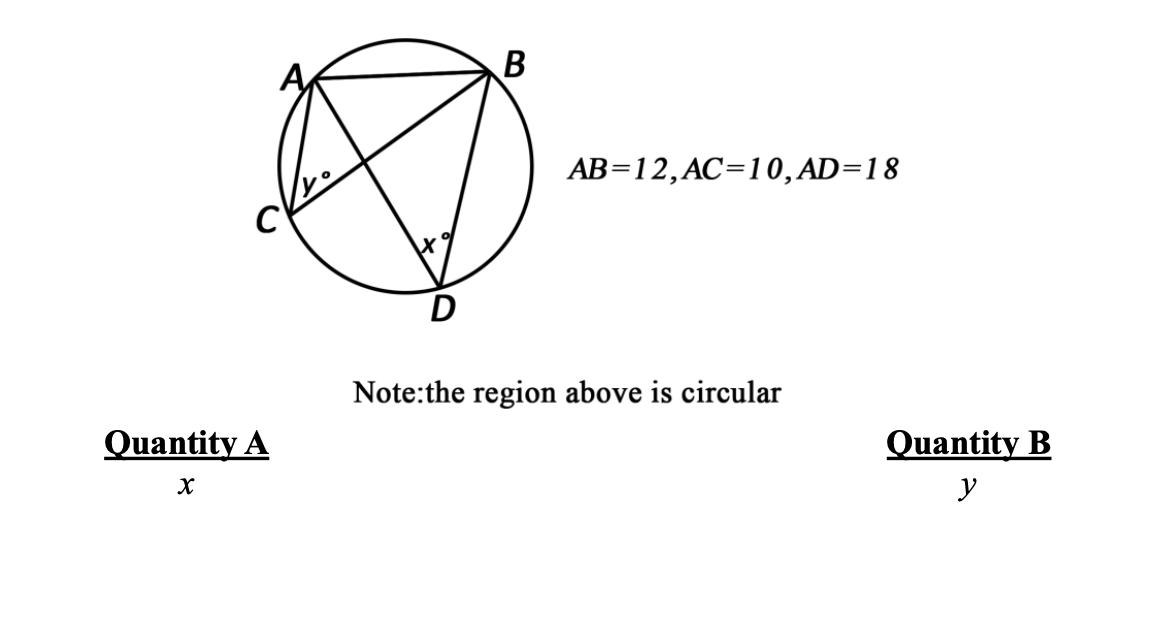 A
B
AB=12,AC=10,AD=18
y°
C
x°
D
Note:the region above is circular
Quantity A
Quantity B
x
y